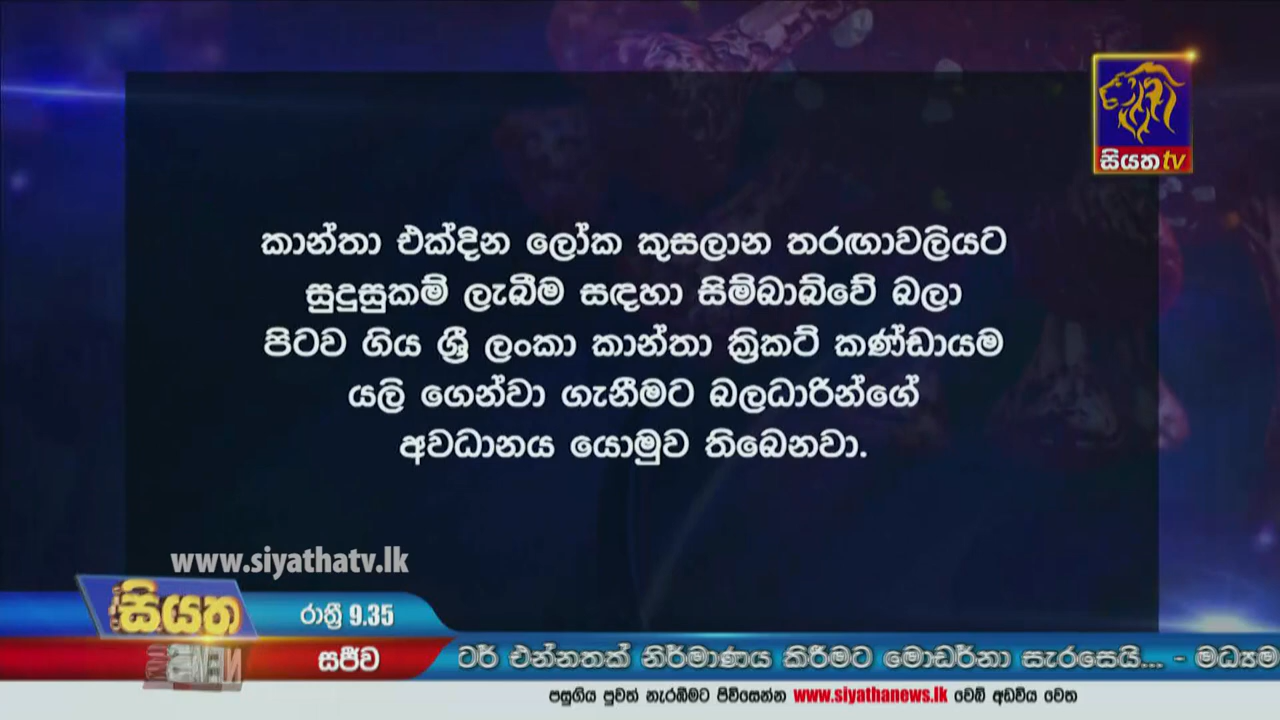 සියත tv
කාන්තා එක්දින ලෝක කුසලාන තරඟාවලියට
සුදුසුකම් ලැබීම සඳහා සිම්බාබ්වේ බලා
පිටව ගිය ශ්‍රී ලංකා කාන්තා ක්‍රිකට් කණ්ඩායම
යලි ගෙන්වා ගැනීමට බලධාරින්ගේ
අවධානය යොමුව තිබෙනවා.
www.siyathatv.lk
සියත
රාත්‍රී 9.35
සජීව
ටර් එන්නතක් නිර්මාණය කිරීමට මොඩර්නා සැරසෙයි... - මධ්‍යම
පසුගිය පුවත් නැරඹීමට පිවිසෙන්න www.siyathanews.lk වෙබ් අඩවිය වෙත